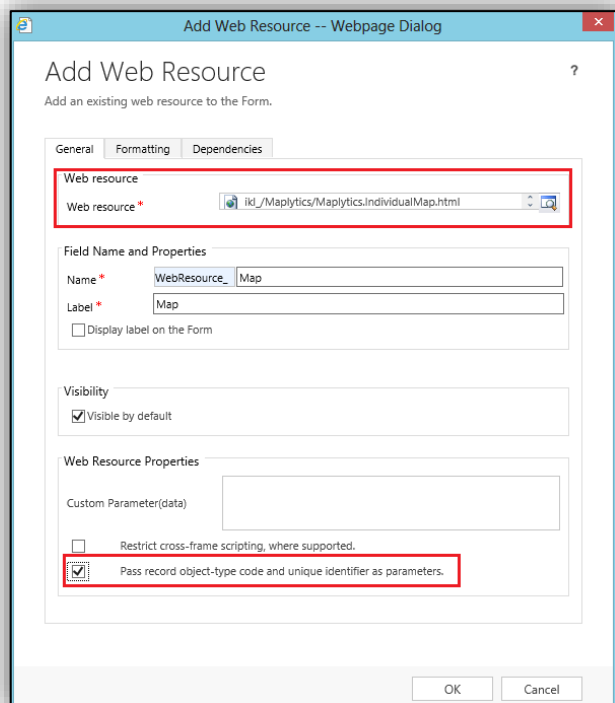 Add Web Resource -- Webpage Dialog
×
Add Web Resource
?
Add an existing web resource to the Form.
General Formatting Dependencies
Web resource
Web resource * ikl_/Maplytics/Maplytics.IndividualMap.html
Field Name and Properties
Name * WebResource_ Map
Label * Map
Display label on the Form
Visibility
Visible by default
Web Resource Properties
Custom Parameter(data)
Restrict cross-frame scripting, where supported.
Pass record object-type code and unique identifier as parameters.
OK Cancel